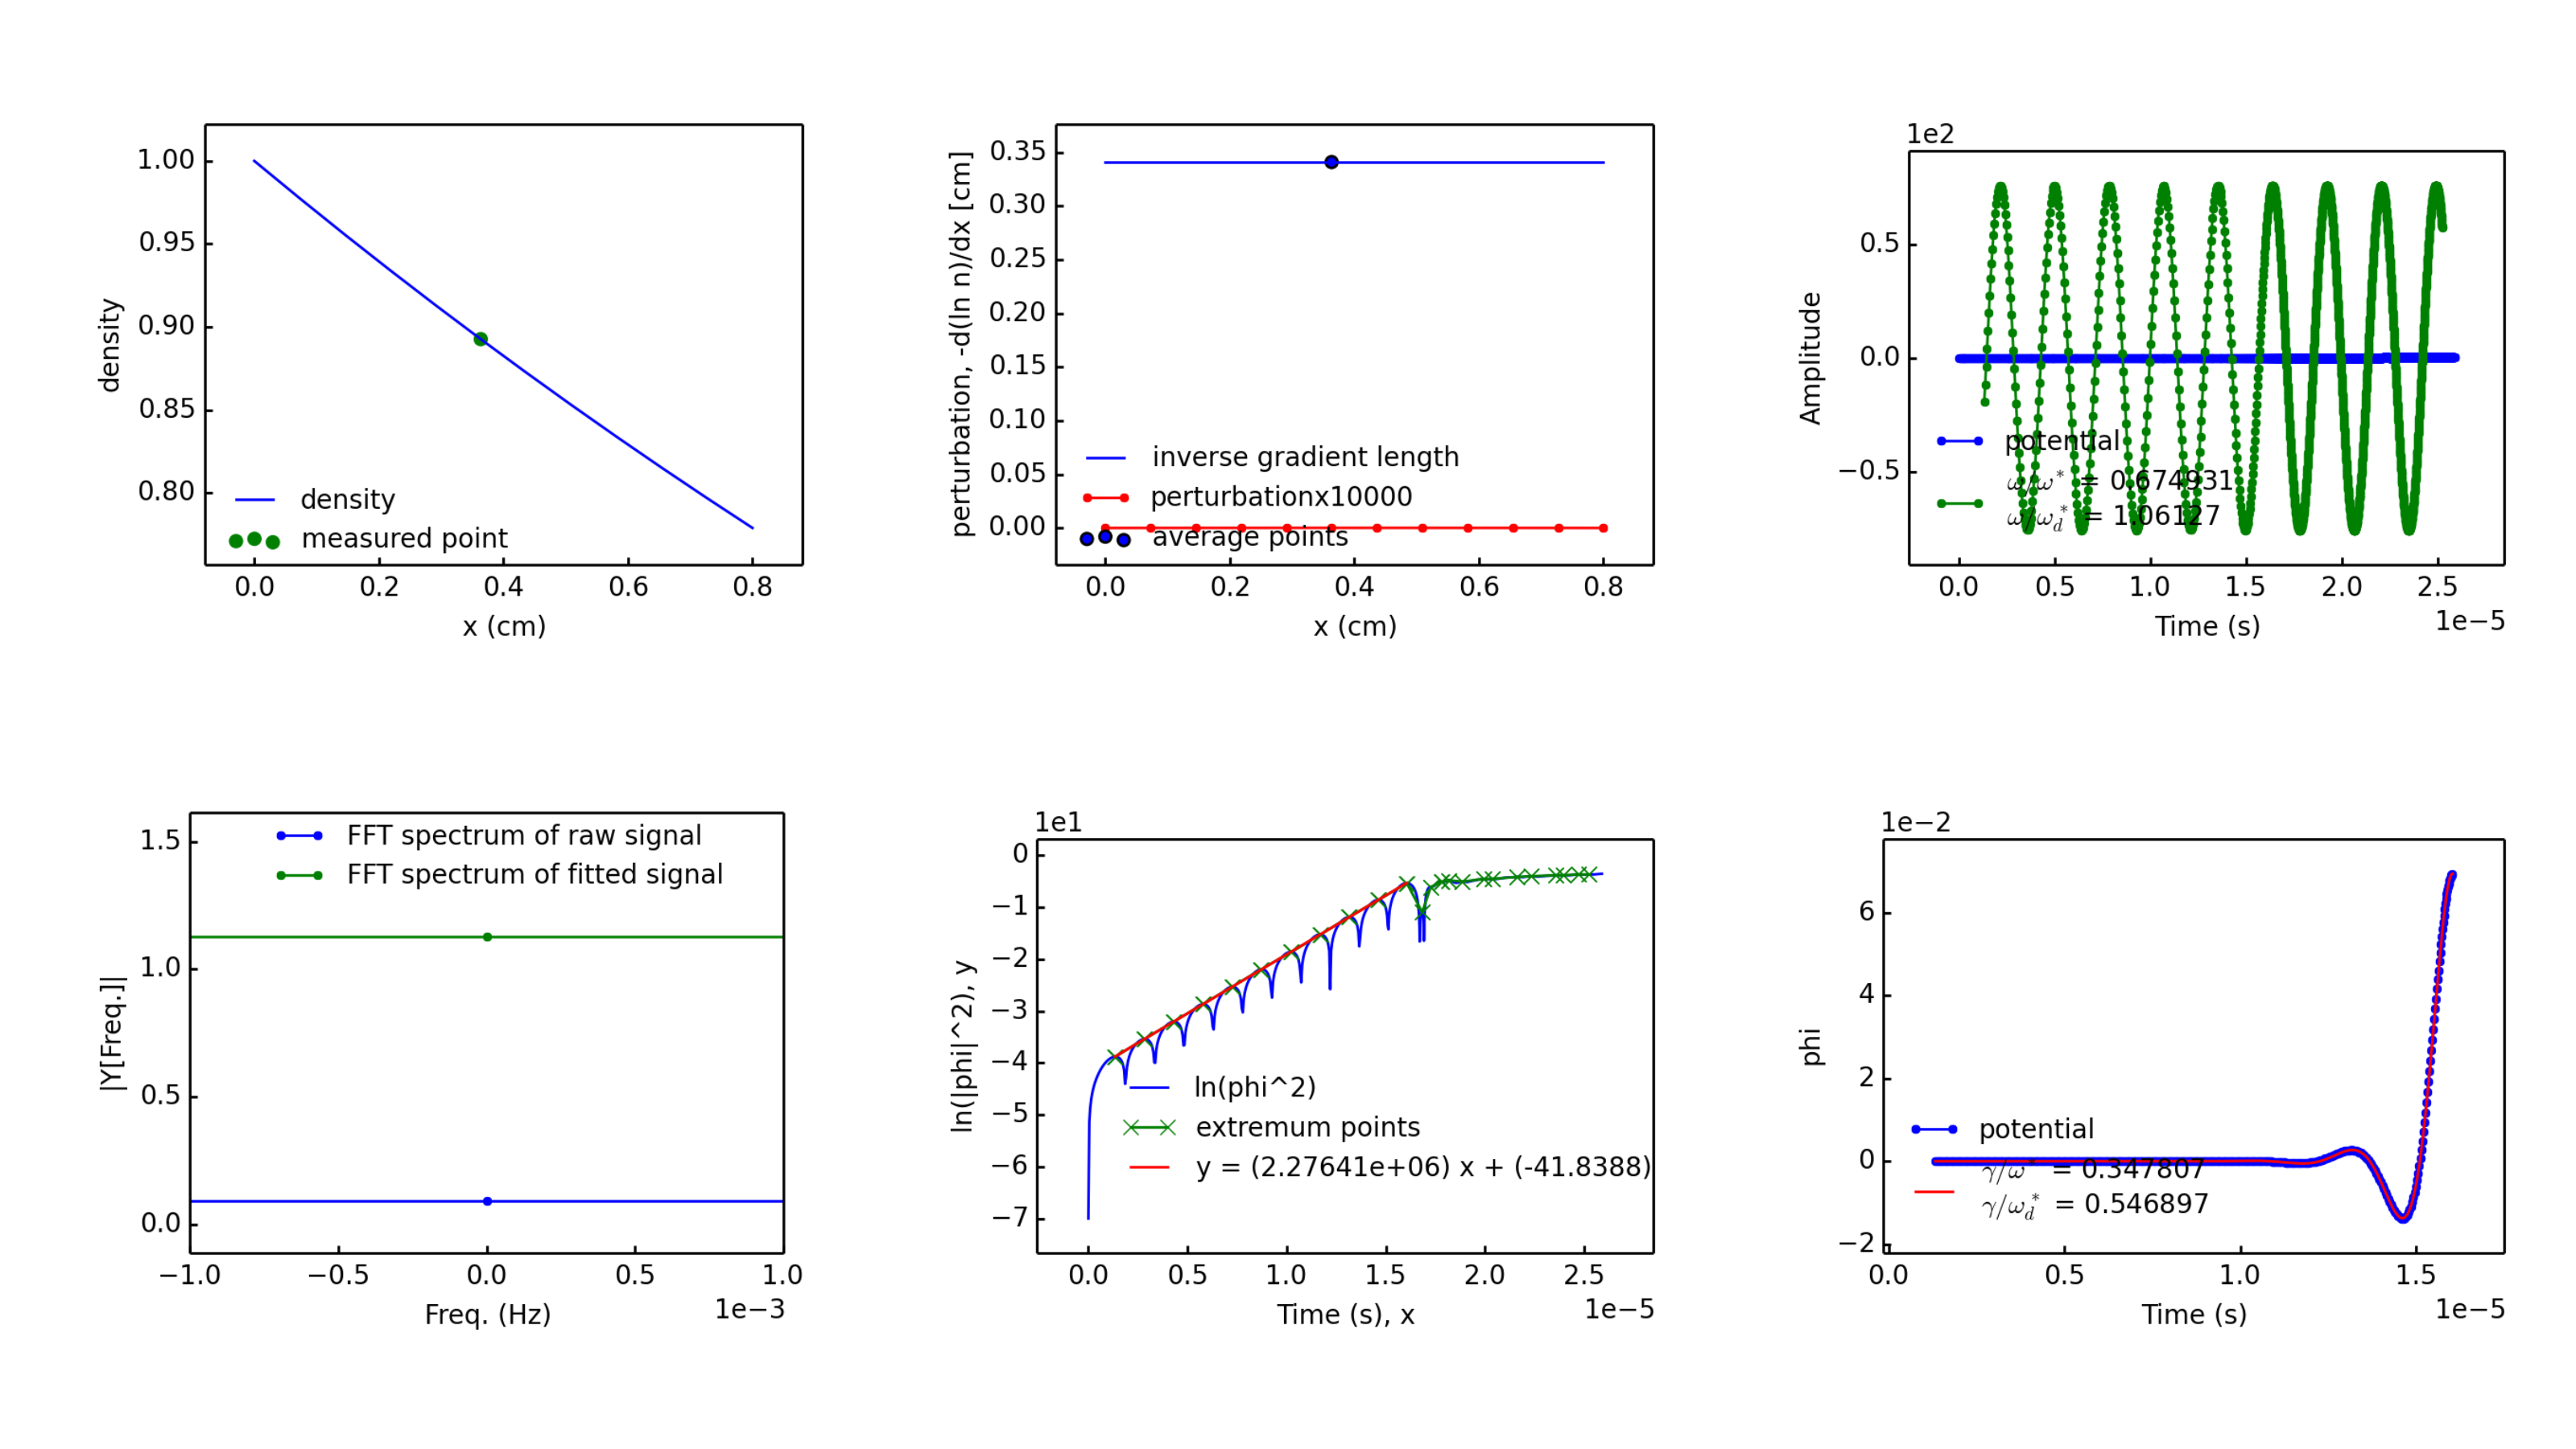 1.00
0.95
0.90
0.85
0.80
density
density
measured point
0.0 0.2 0.4 0.6 0.8
x (cm)
0.35
0.30
0.25
0.20
0.15
0.10
0.05
0.00
perturbation, -d(ln n)/dx [cm]
inverse gradient length
perturbationx10000
average points
0.0 0.2 0.4 0.6 0.8
x (cm)
1e2
0.5
0.0
−0.5
Amplitude
potential
ω/ω* = 0.674931
ω/ω*d = 1.06127
0.0 0.5 1.0 1.5 2.0 2.5
Time (s)
1e−5
1.5
1.0
0.5
0.0
|Y[Freq.]|
FFT spectrum of raw signal
FFT spectrum of fitted signal
−1.0 −0.5 0.0 0.5 1.0
Freq. (Hz)
1e−3
1e1
0
−1
−2
−3
−4
−5
−6
−7
ln(|phi|^2), y
ln(phi^2)
extremum points
y = (2.27641e+06) x + (-41.8388)
0.0 0.5 1.0 1.5 2.0 2.5
Time (s), x
1e−5
1e−2
6
4
2
0
−2
phi
potential
γ/ω* = 0.347807
γ/ω*d = 0.546897
0.0 0.5 1.0 1.5
Time (s)
1e−5